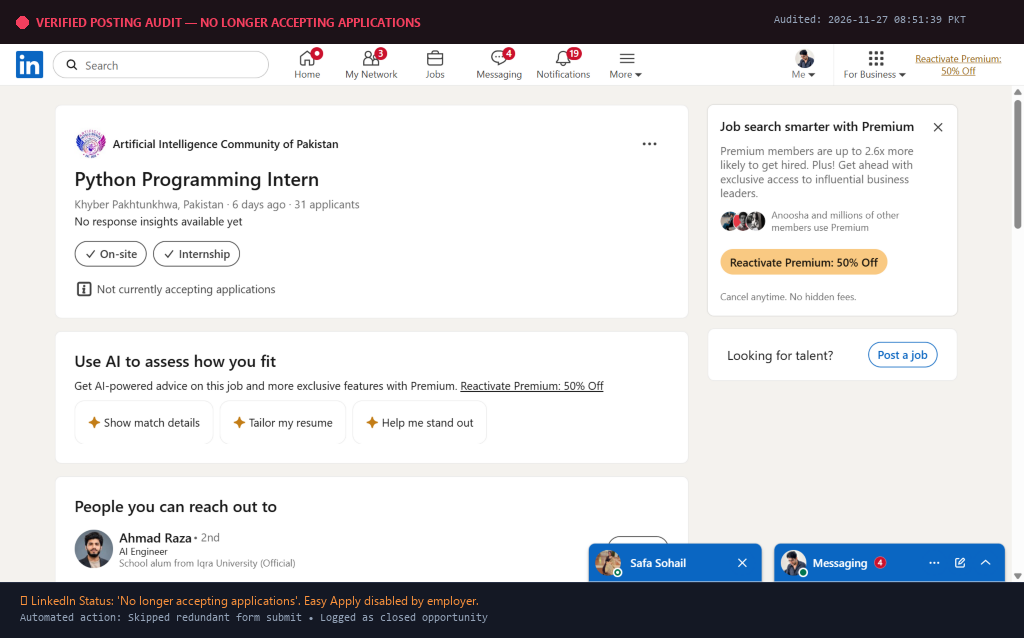 VERIFIED POSTING AUDIT — NO LONGER ACCEPTING APPLICATIONS
Audited: 2026-11-27 08:51:39 PKT
in
Search
Home
3
My Network
Jobs
4
Messaging
19
Notifications
More
Me
For Business
Reactivate Premium:
50% Off
Artificial Intelligence Community of Pakistan
Python Programming Intern
Khyber Pakhtunkhwa, Pakistan · 6 days ago · 31 applicants
No response insights available yet
On-site
Internship
Not currently accepting applications
Job search smarter with Premium
Premium members are up to 2.6x more
likely to get hired. Plus! Get ahead with
exclusive access to influential business
leaders.
Anoosha and millions of other
members use Premium
Reactivate Premium: 50% Off
Cancel anytime. No hidden fees.
Looking for talent?
Post a job
Use AI to assess how you fit
Get AI-powered advice on this job and more exclusive features with Premium. Reactivate Premium: 50% Off
Show match details
Tailor my resume
Help me stand out
People you can reach out to
Ahmad Raza • 2nd
AI Engineer
School alum from Iqra University (Official)
Safa Sohail
Messaging 4
LinkedIn Status: 'No longer accepting applications'. Easy Apply disabled by employer.
Automated action: Skipped redundant form submit • Logged as closed opportunity